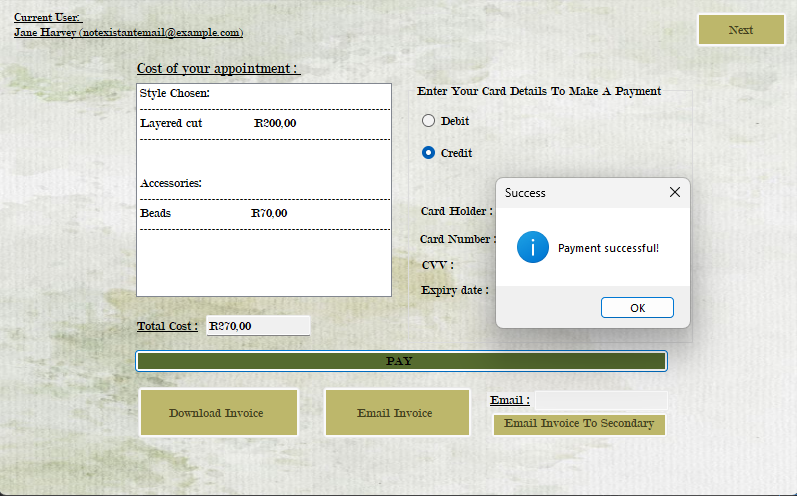 Current User:
Jane Harvey (notexistantemail@example.com)
Next
Cost of your appointment :
Style Chosen:
Layered cut R200,00
Accessories:
Beads R70,00
Total Cost : R270,00
Enter Your Card Details To Make A Payment
Debit
Credit
Card Holder :
Card Number :
CVV :
Expiry date :
Success
Payment successful!
OK
PAY
Download Invoice
Email Invoice
Email :
Email Invoice To Secondary